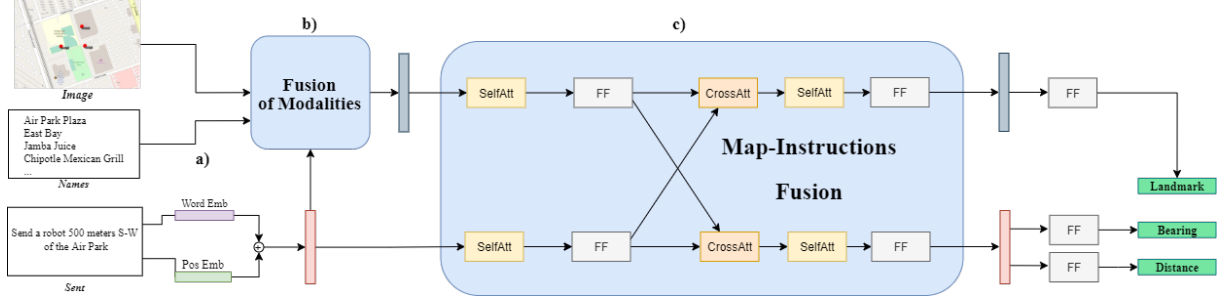 b)
c)
Fusion
of Modalities
SelfAtt
FF
CrossAtt
SelfAtt
FF
FF
Image
Air Park Plaza
East Bay
Jamba Juice
Chipotle Mexican Grill
...
Names
a)
Map-Instructions
Fusion
Landmark
Word Emb
Send a robot 500 meters S-W
of the Air Park
Pos Emb
Sent
SelfAtt
FF
CrossAtt
SelfAtt
FF
FF
Bearing
FF
Distance